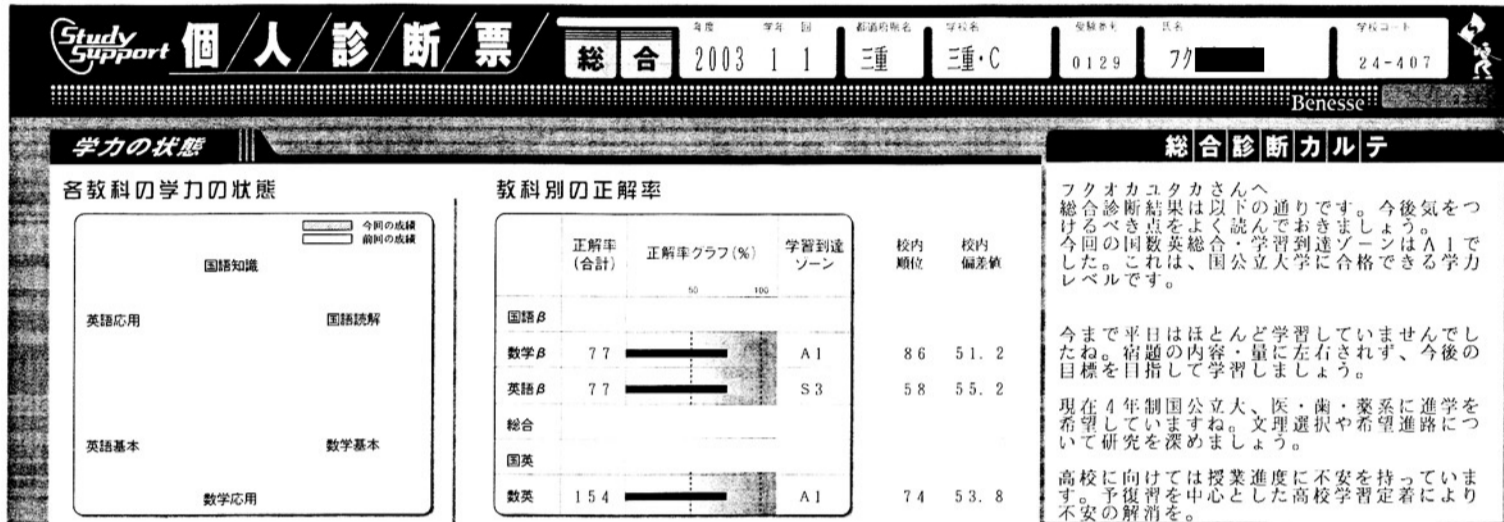 Study Support 個人診断票
総合
年度 学年 回 都道府県名 学校名 受験番号 氏名 学校コード
2003 1 1 三重 三重・C 0129 フク 24-407
Benesse
学力の状態
各教科の学力の状態
今回の成績
前回の成績
国語知識
英語応用 国語読解
英語基本 数学基本
数学応用
教科別の正解率
正解率(合計) 正解率グラフ(%) 学習到達ゾーン 校内順位 校内偏差値
50 100
国語β
数学β 77 A1 86 51.2
英語β 77 S3 58 55.2
総合
国英
数英 154 A1 74 53.8
総合診断カルテ
フクオカユタカさんへ
総合診断結果は以下の通りです。今後気をつ
けるべき点をよく読んでおきましょう。
今回の国数英総合・学習到達ゾーンはA1で
した。これは、国公立大学に合格できる学力
レベルです。
今まで平日はほとんど学習していませんでし
たね。宿題の内容・量に左右されず、今後の
目標を目指して学習しましょう。
現在4年制国公立大、医・歯・薬系に進学を
希望していますね。文理選択や希望進路につ
いて研究を深めましょう。
高校に向けては授業進度に不安を持っていま
す。予復習を中心とした高校学習定着により
不安の解消を。